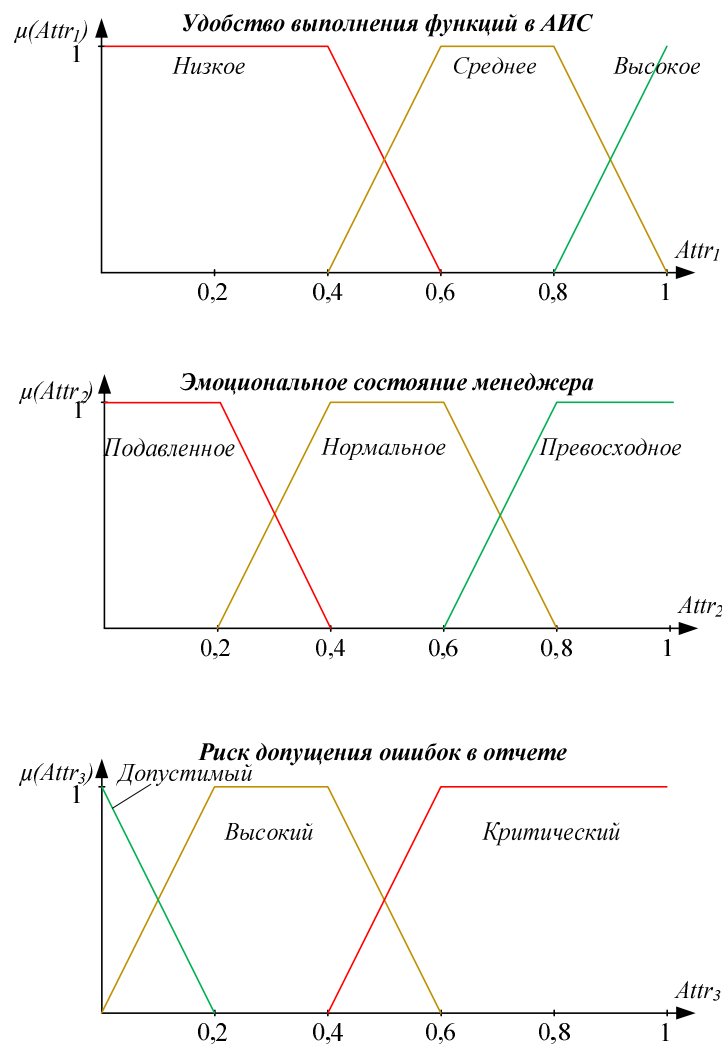 Удобство выполнения функций в АИС
μ(Attr₁)
1
Низкое Среднее Высокое
Attr₁
0,2 0,4 0,6 0,8 1
Эмоциональное состояние менеджера
μ(Attr₂)
1
Подавленное Нормальное Превосходное
Attr₂
0,2 0,4 0,6 0,8 1
Риск допущения ошибок в отчете
μ(Attr₃) Допустимый
1
Высокий Критический
Attr₃
0,2 0,4 0,6 0,8 1